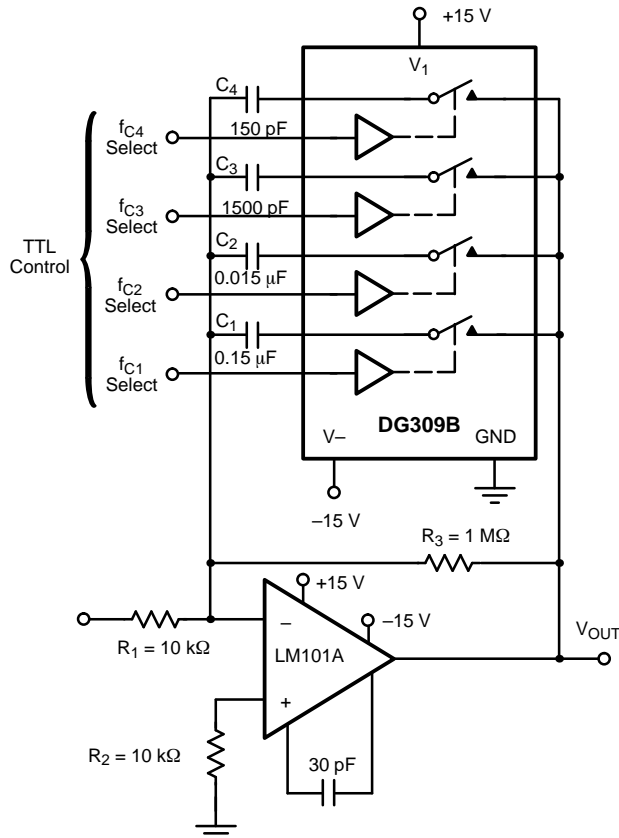 +15 V
V1
C4
fC4
Select
150 pF
C3
fC3
Select
1500 pF
TTL
Control
C2
fC2
Select
0.015 μF
C1
fC1
Select
0.15 μF
DG309B
V–
GND
–15 V
R3 = 1 MΩ
+15 V
–15 V
–
LM101A
+
R1 = 10 kΩ
VOUT
R2 = 10 kΩ
30 pF